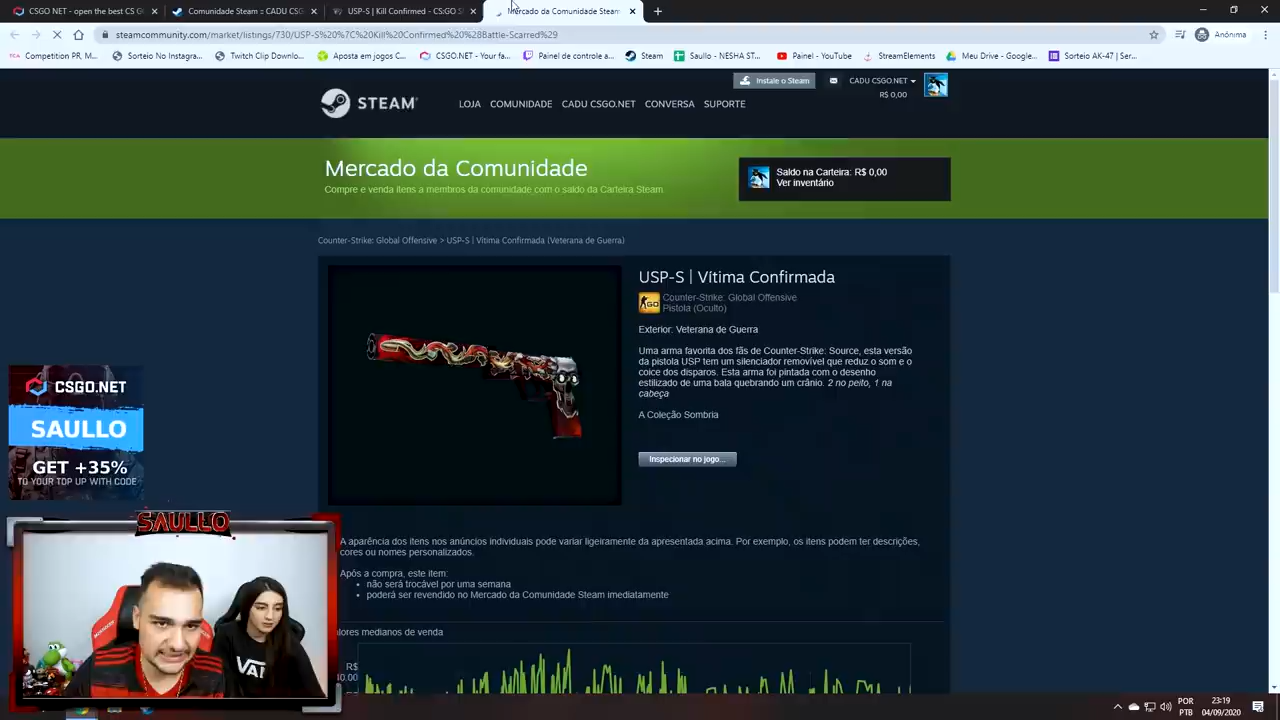 CSGO.NET - open the best CS G
Comunidade Steam :: CADU CSG
USP-S | Kill Confirmed - CS:GO S
Mercado da Comunidade Steam
Anônima
steamcommunity.com/market/listings/730/USP-S%20%7C%20Kill%20Confirmed%20%28Battle-Scarred%29
Competition PR, M...
Sorteio No Instagra...
Twitch Clip Downlo...
Aposta em jogos C...
CSGO.NET - Your fa...
Painel de controle a...
Steam
Saullo - NESHA ST...
Painel - YouTube
StreamElements
Meu Drive - Google...
Sorteio AK-47 | Ser...
Instale o Steam
CADU CSGO.NET
R$ 0,00
STEAM
LOJA COMUNIDADE CADU CSGO.NET CONVERSA SUPORTE
Mercado da Comunidade
Compre e venda itens a membros da comunidade com o saldo da Carteira Steam.
Saldo na Carteira: R$ 0,00
Ver inventário
Counter-Strike: Global Offensive > USP-S | Vítima Confirmada (Veterana de Guerra)
USP-S | Vítima Confirmada
Counter-Strike: Global Offensive
Pistola (Oculto)
Exterior: Veterana de Guerra
Uma arma favorita dos fãs de Counter-Strike: Source, esta versão
da pistola USP tem um silenciador removível que reduz o som e o
coice dos disparos. Esta arma foi pintada com o desenho
estilizado de uma bala quebrando um crânio. 2 no peito, 1 na
cabeça
A Coleção Sombria
Inspecionar no jogo...
CSGO.NET
SAULLO
GET +35%
TO YOUR TOP UP WITH CODE
A aparência dos itens nos anúncios individuais pode variar ligeiramente da apresentada acima. Por exemplo, os itens podem ter descrições,
cores ou nomes personalizados.
Após a compra, este item:
não será trocável por uma semana
poderá ser revendido no Mercado da Comunidade Steam imediatamente
alores medianos de venda
R$
40,00
SAULLO
VANS
POR
PTB
23:19
04/09/2020